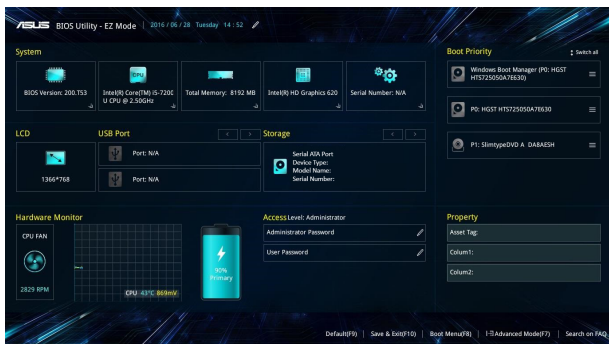 ASUS BIOS Utility - EZ Mode 2016 / 06 / 28 Tuesday 14 : 52
System
BIOS Version: 200.T53
Intel(R) Core(TM) i5-7200
U CPU @ 2.50GHz
Total Memory: 8192 MB
Intel(R) HD Graphics 620
Serial Number: N/A
Boot Priority
Switch all
Windows Boot Manager (P0: HGST
HTS725050A7E630)
P0: HGST HTS725050A7E630
P1: SlimtypeDVD A DA8AESH
LCD
1366*768
USB Port
Port: N/A
Port: N/A
Storage
Serial ATA Port
Device Type:
Model Name:
Serial Number:
Hardware Monitor
CPU FAN
2829 RPM
CPU 43°C 869mV
90%
Primary
Access Level: Administrator
Administrator Password
User Password
Property
Asset Tag:
Colum1:
Colum2:
Default(F9) | Save & Exit(F10) | Boot Menu(F8) | Advanced Mode(F7) | Search on FAQ